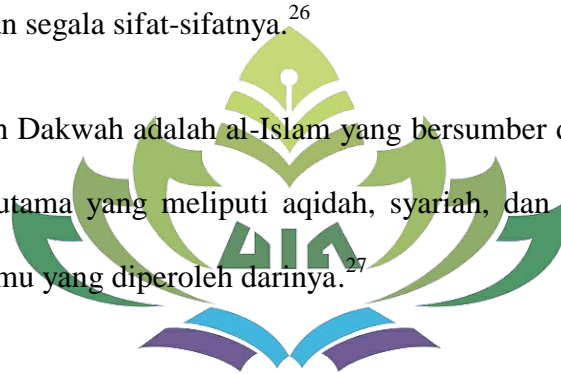 n segala sifat-sifatnya.26
n Dakwah adalah al-Islam yang bersumber
utama yang meliputi aqidah, syariah, dan
UIN
mu yang diperoleh darinya.27